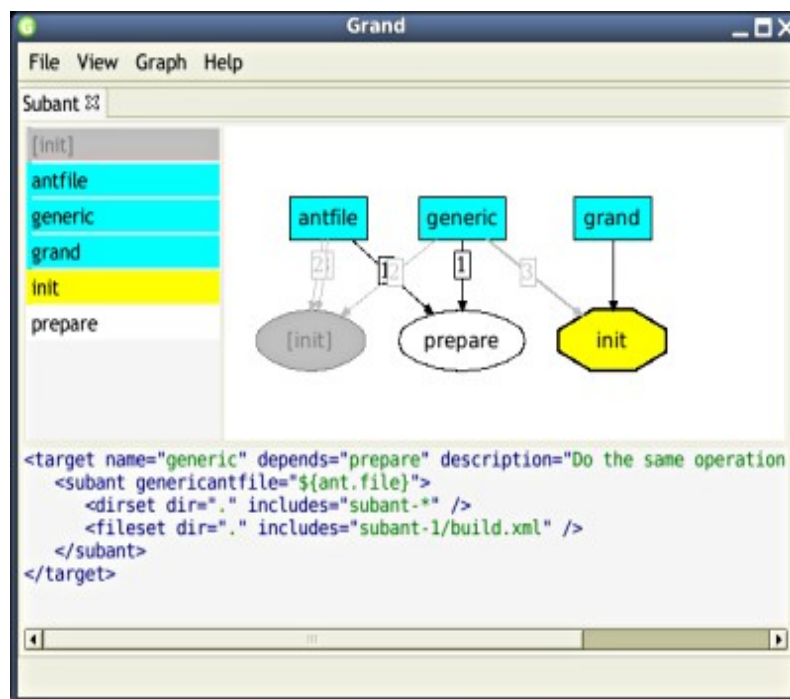 Grand
File View Graph Help
Subant
[init]
antfile
generic
grand
init
prepare
antfile generic grand
2 1 2 1 3
[init] prepare init
<target name="generic" depends="prepare" description="Do the same operation
<subant genericantfile="${ant.file}">
<dirset dir="." includes="subant-*" />
<fileset dir="." includes="subant-1/build.xml" />
</subant>
</target>